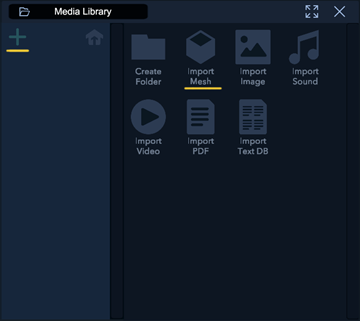 Media Library
Create
Folder
Import
Mesh
Import
Image
Import
Sound
Import
Video
Import
PDF
Import
Text DB